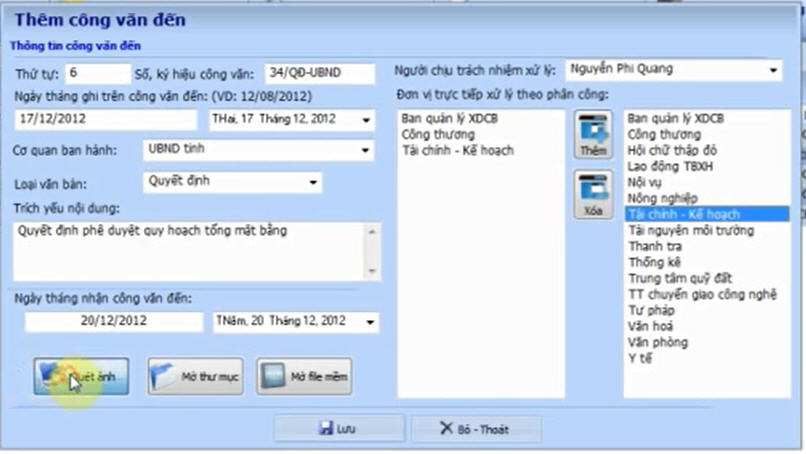 Thêm công văn đến
Thông tin công văn đến
Thứ tự: 6 Số, ký hiệu công văn: 34/QĐ-UBND
Ngày tháng ghi trên công văn đến: (VD: 12/08/2012)
17/12/2012 THai, 17 Tháng 12, 2012
Cơ quan ban hành: UBND tỉnh
Loại văn bản: Quyết định
Trích yếu nội dung:
Quyết định phê duyệt quy hoạch tổng mặt bằng
Ngày tháng nhận công văn đến:
20/12/2012 TNăm, 20 Tháng 12, 2012
Quét ảnh Mở thư mục Mở file mềm
Người chịu trách nhiệm xử lý: Nguyễn Phi Quang
Đơn vị trực tiếp xử lý theo phân công:
Ban quản lý XDCB
Công thương
Tài chính - Kế hoạch
Thêm
Xóa
Ban quản lý XDCB
Công thương
Hội chữ thập đỏ
Lao động TBXH
Nội vụ
Nông nghiệp
Tài chính - Kế hoạch
Tài nguyên môi trường
Thanh tra
Thống kê
Trung tâm quỹ đất
TT chuyển giao công nghệ
Tư pháp
Văn hoá
Văn phòng
Y tế
Lưu Bỏ - Thoát